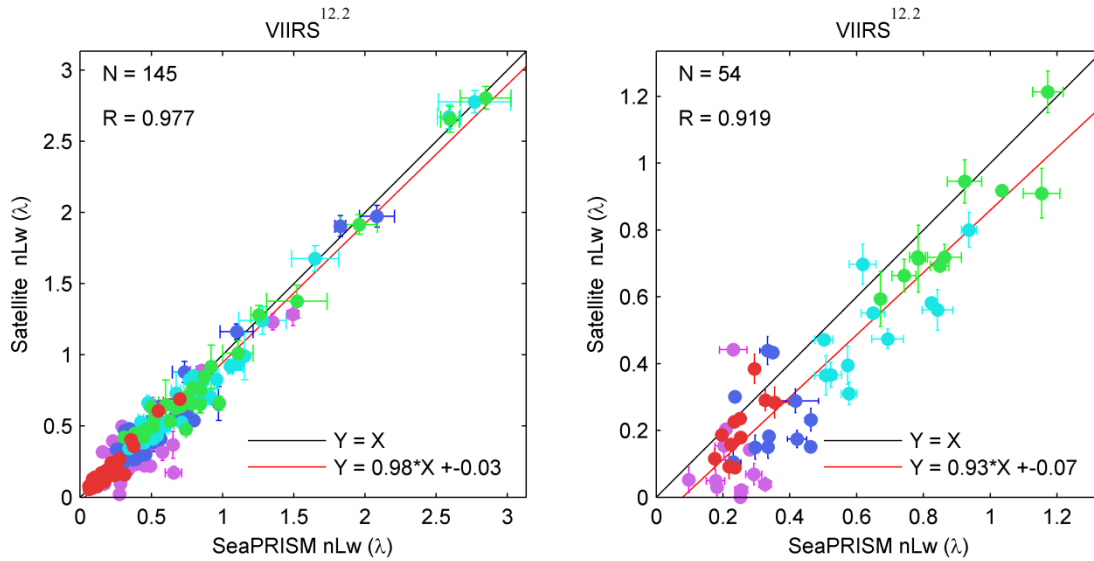 VIIRS^12.2
N = 145
R = 0.977
Satellite nLw (λ)
3
2.5
2
1.5
1
0.5
0
0 0.5 1 1.5 2 2.5 3
SeaPRISM nLw (λ)
Y = X
Y = 0.98*X +-0.03
VIIRS^12.2
N = 54
R = 0.919
Satellite nLw (λ)
1.2
1
0.8
0.6
0.4
0.2
0
0 0.2 0.4 0.6 0.8 1 1.2
SeaPRISM nLw (λ)
Y = X
Y = 0.93*X +-0.07